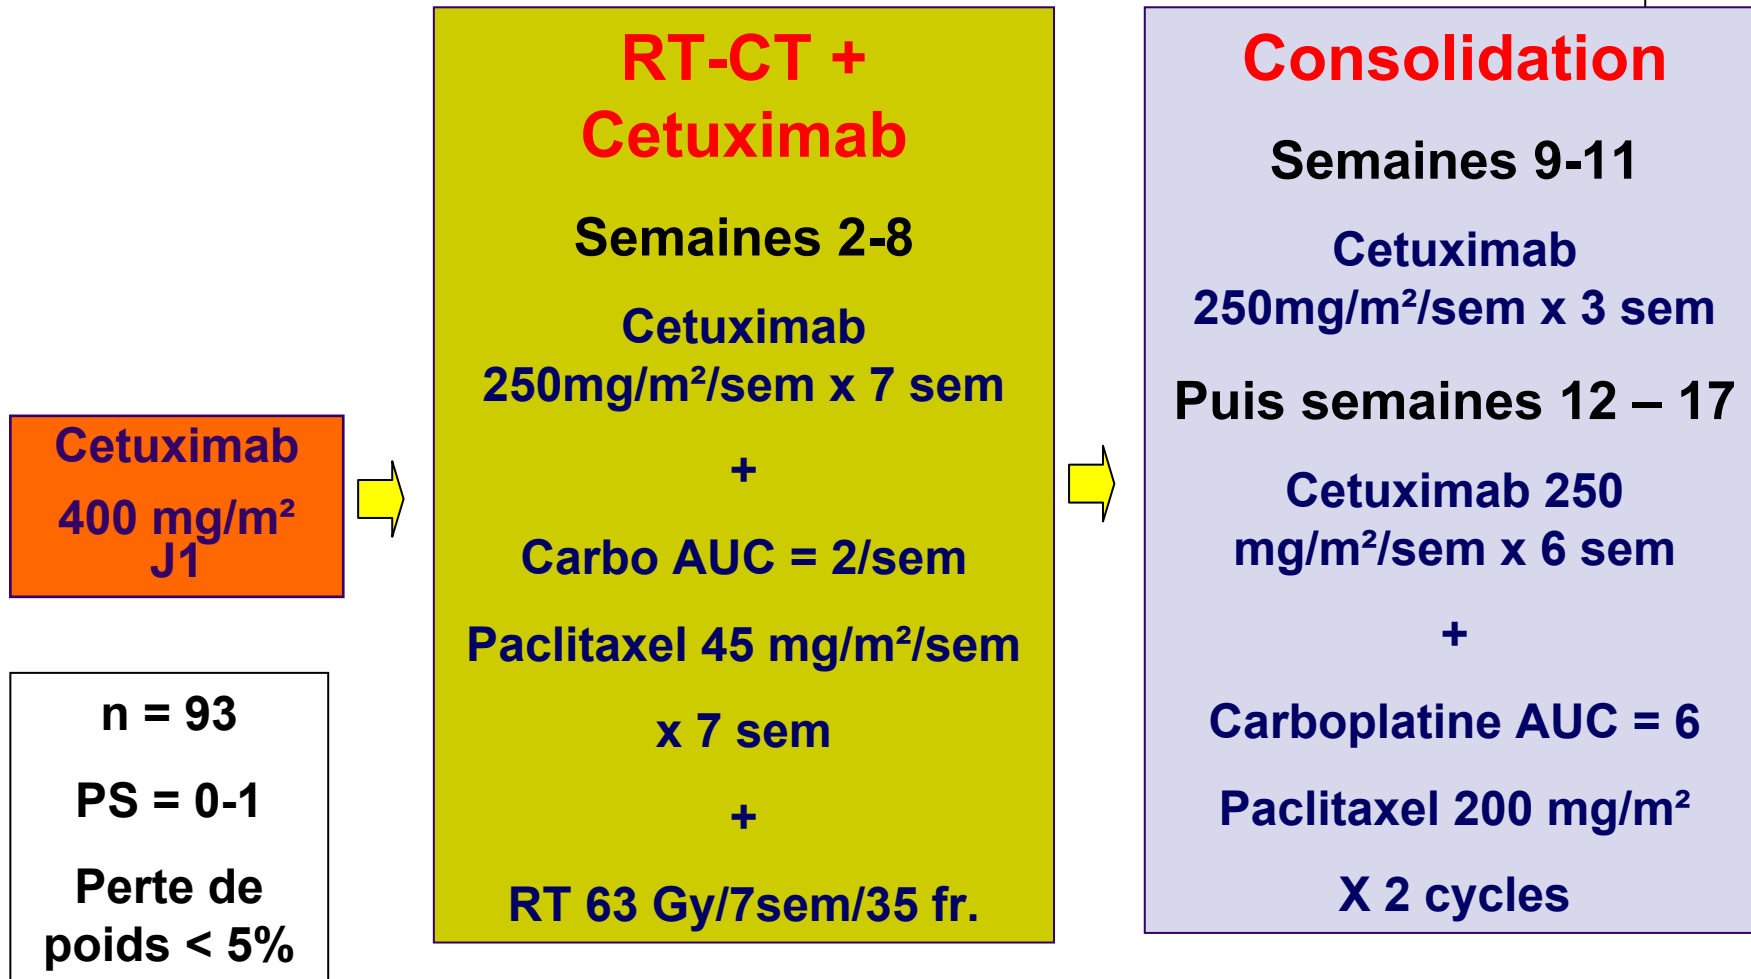 Cetuximab
400 mg/m²
J1
n = 93
PS = 0-1
Perte de
poids < 5%
RT-CT +
Cetuximab
Semaines 2-8
Cetuximab
250mg/m²/sem x 7 sem
+
Carbo AUC = 2/sem
Paclitaxel 45 mg/m²/sem
x 7 sem
+
RT 63 Gy/7sem/35 fr.
Consolidation
Semaines 9-11
Cetuximab
250mg/m²/sem x 3 sem
Puis semaines 12 – 17
Cetuximab 250
mg/m²/sem x 6 sem
+
Carboplatine AUC = 6
Paclitaxel 200 mg/m²
X 2 cycles